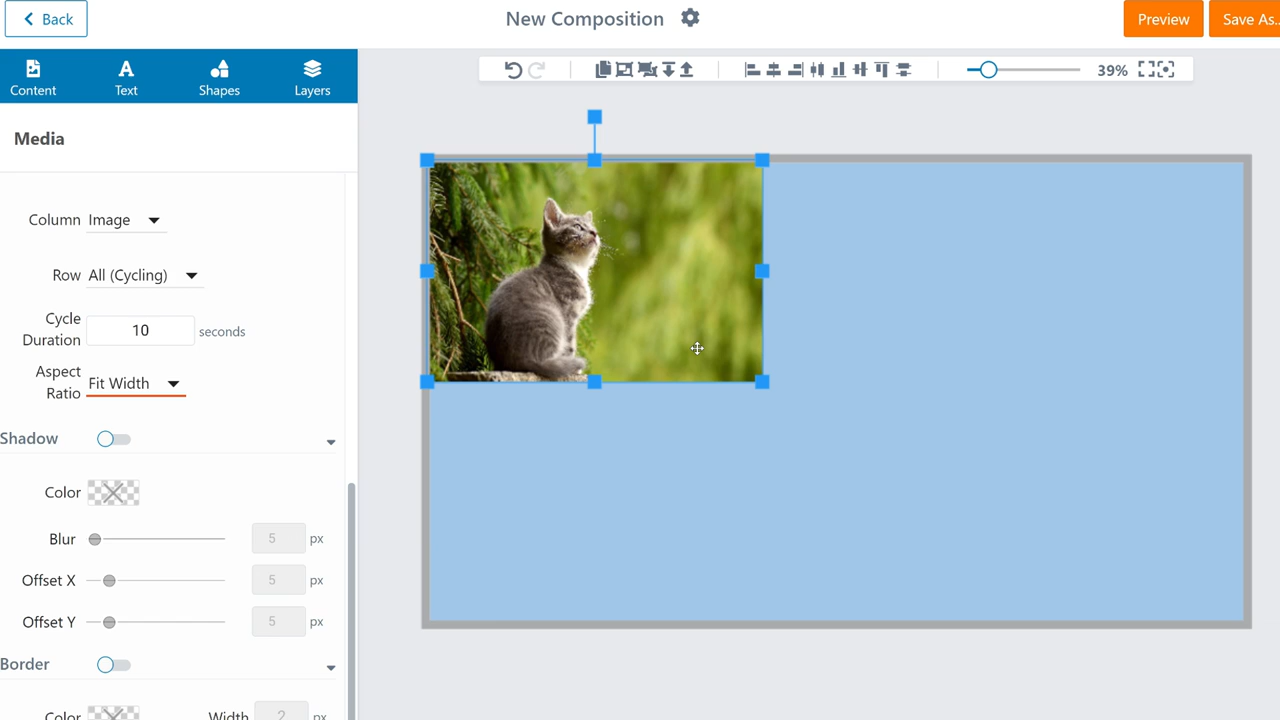 Back
New Composition
Preview
Save As..
Content
Text
Shapes
Layers
39%
Media
Column Image
Row All (Cycling)
Cycle
Duration
10 seconds
Aspect
Ratio
Fit Width
Shadow
Color
Blur 5 px
Offset X 5 px
Offset Y 5 px
Border
Color Width 2 px